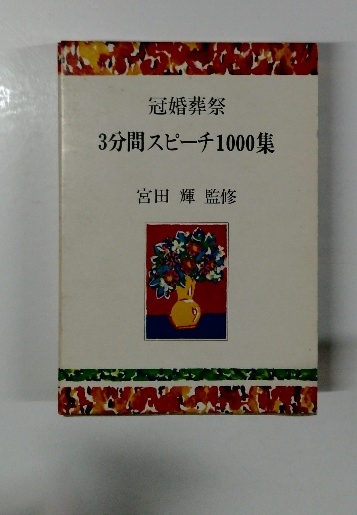 冠婚葬祭
3分間スピーチ1000集
宮田 輝 監修